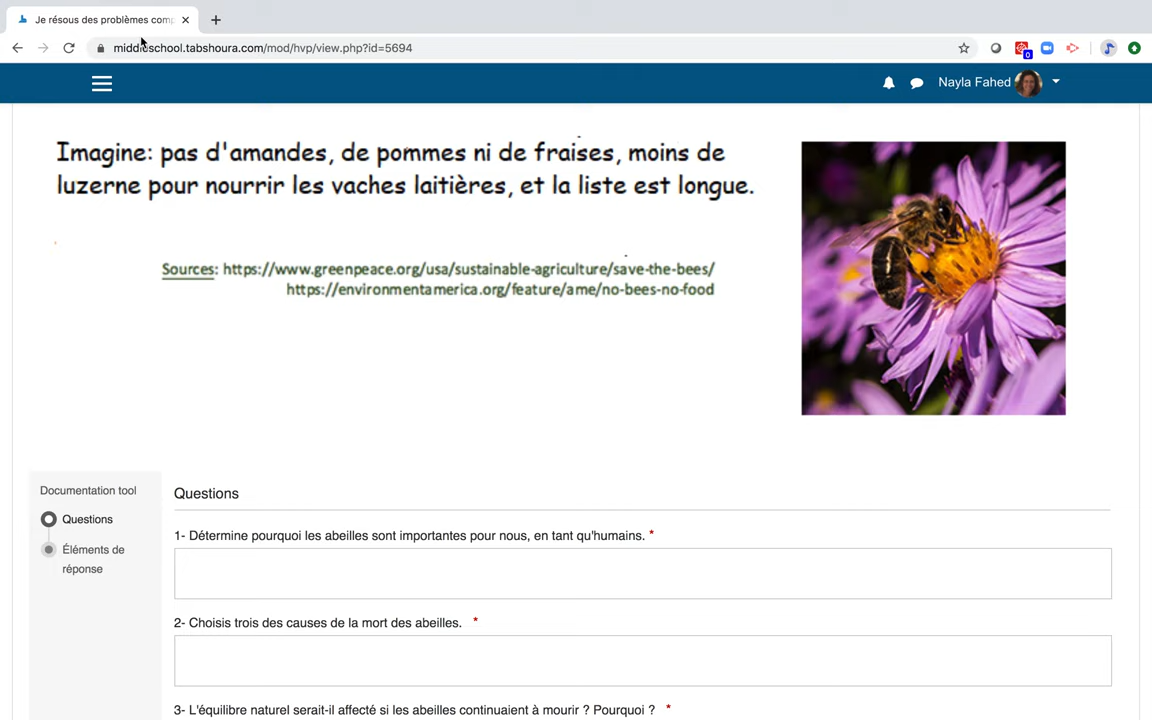 Je résous des problèmes comp
middleschool.tabshoura.com/mod/hvp/view.php?id=5694
0
Nayla Fahed
Imagine: pas d'amandes, de pommes ni de fraises, moins de
luzerne pour nourrir les vaches laitières, et la liste est longue.
Sources: https://www.greenpeace.org/usa/sustainable-agriculture/save-the-bees/
https://environmentamerica.org/feature/ame/no-bees-no-food
Documentation tool
Questions
Éléments de
réponse
Questions
1- Détermine pourquoi les abeilles sont importantes pour nous, en tant qu'humains. *
2- Choisis trois des causes de la mort des abeilles. *
3- L'équilibre naturel serait-il affecté si les abeilles continuaient à mourir ? Pourquoi ? *